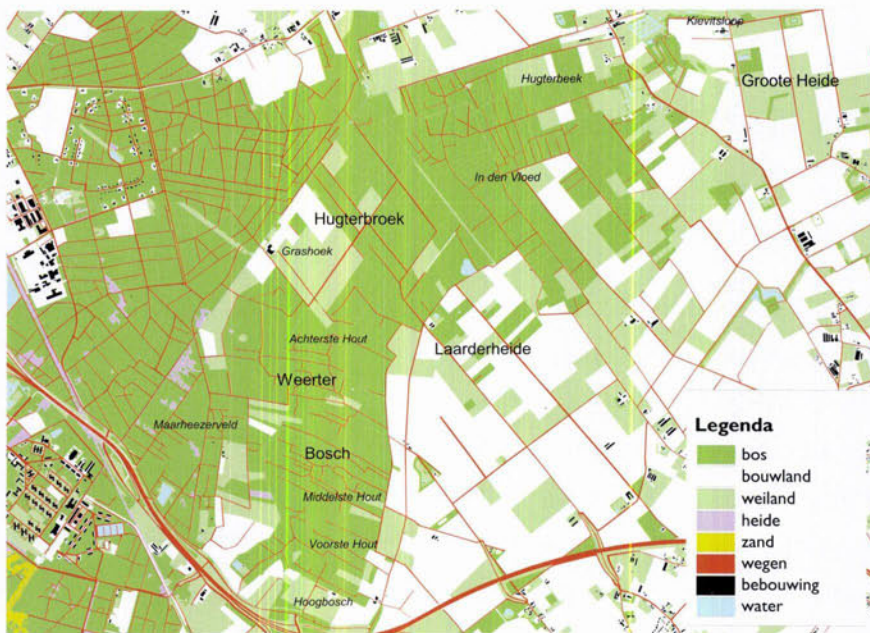 Kievitsloop
Hugterbeek
Groote Heide
In den Vloed
Hugterbroek
Grashoek
Achterste Hout
Laarderheide
Weerter
Maarheezerveld
Bosch
Middelste Hout
Voorste Hout
Hoogbosch
Legenda
bos
bouwland
weiland
heide
zand
wegen
bebouwing
water